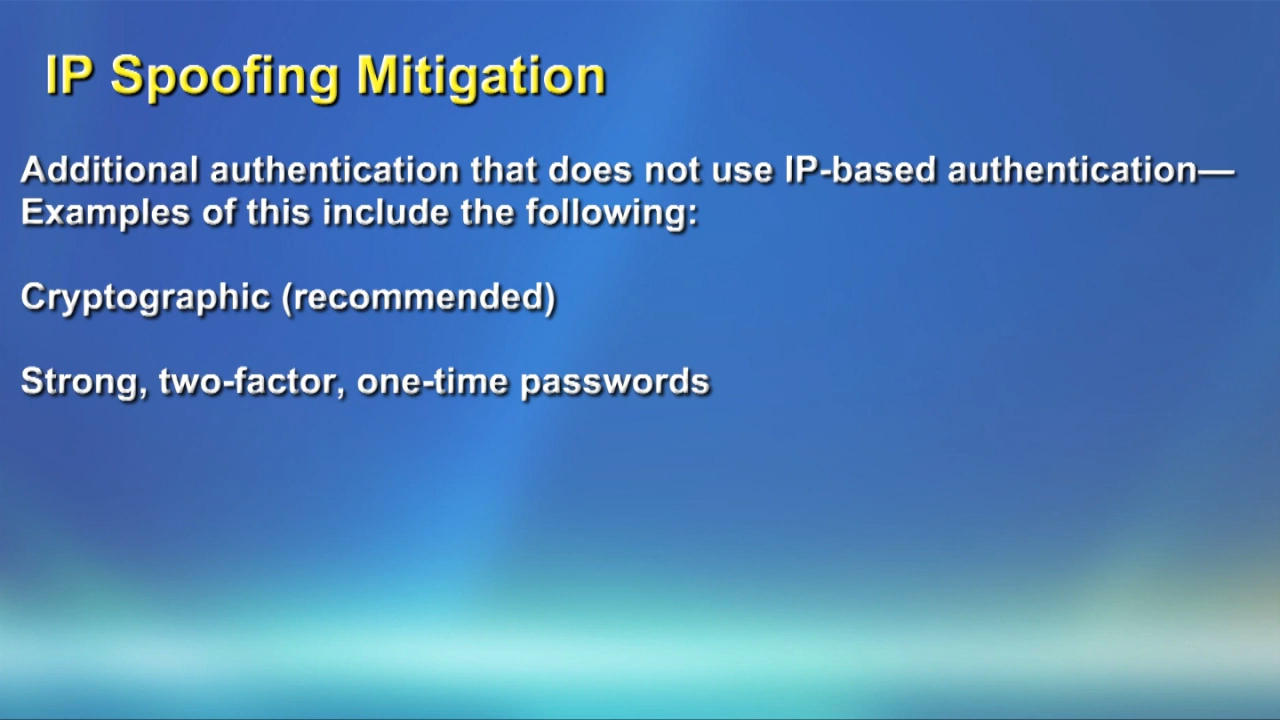 IP Spoofing Mitigation
Additional authentication that does not use IP-based authentication—
Examples of this include the following:
Cryptographic (recommended)
Strong, two-factor, one-time passwords